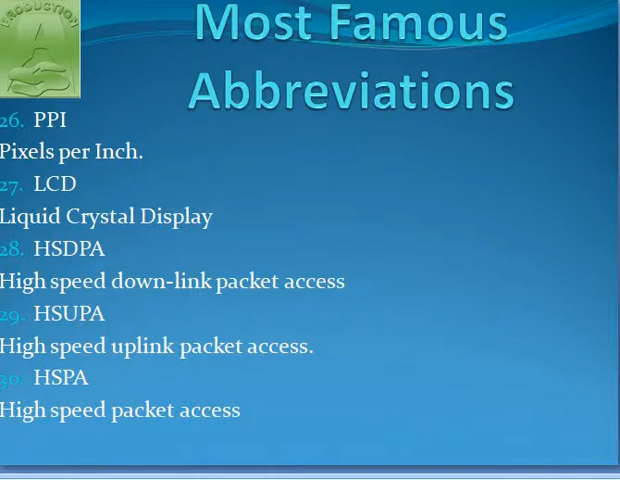 PRODUCTION
Most Famous
Abbreviations
26. PPI
Pixels per Inch.
27. LCD
Liquid Crystal Display
28. HSDPA
High speed down-link packet access
29. HSUPA
High speed uplink packet access.
30. HSPA
High speed packet access